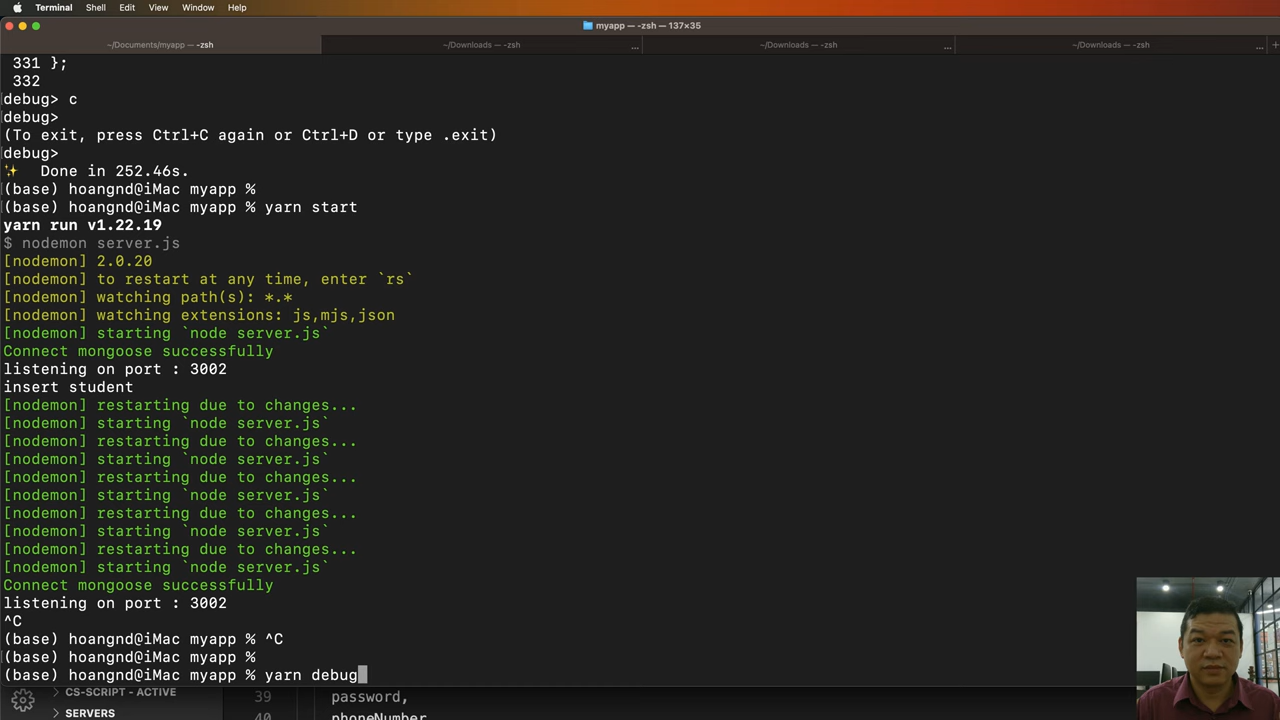 Terminal Shell Edit View Window Help
myapp — -zsh — 137×35
~/Documents/myapp — -zsh
~/Downloads — -zsh ...
~/Downloads — -zsh ...
~/Downloads — -zsh ...
331 };
332
debug> c
debug>
(To exit, press Ctrl+C again or Ctrl+D or type .exit)
debug>
✨ Done in 252.46s.
(base) hoangnd@iMac myapp %
(base) hoangnd@iMac myapp % yarn start
yarn run v1.22.19
$ nodemon server.js
[nodemon] 2.0.20
[nodemon] to restart at any time, enter `rs`
[nodemon] watching path(s): *.*
[nodemon] watching extensions: js,mjs,json
[nodemon] starting `node server.js`
Connect mongoose successfully
listening on port : 3002
insert student
[nodemon] restarting due to changes...
[nodemon] starting `node server.js`
[nodemon] restarting due to changes...
[nodemon] starting `node server.js`
[nodemon] restarting due to changes...
[nodemon] starting `node server.js`
[nodemon] restarting due to changes...
[nodemon] starting `node server.js`
[nodemon] restarting due to changes...
[nodemon] starting `node server.js`
Connect mongoose successfully
listening on port : 3002
^C
(base) hoangnd@iMac myapp % ^C
(base) hoangnd@iMac myapp %
(base) hoangnd@iMac myapp % yarn debug
CS-SCRIPT - ACTIVE
SERVERS
39 password,
40 phoneNumber